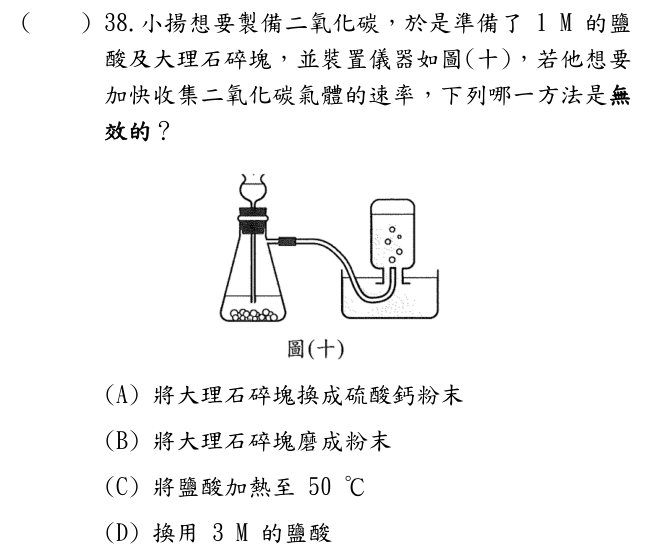 (　　) 38.小揚想要製備二氧化碳，於是準備了 1 M 的鹽
酸及大理石碎塊，並裝置儀器如圖(十)，若他想要
加快收集二氧化碳氣體的速率，下列哪一方法是無
效的？
圖(十)
(A) 將大理石碎塊換成硫酸鈣粉末
(B) 將大理石碎塊磨成粉末
(C) 將鹽酸加熱至 50 ℃
(D) 換用 3 M 的鹽酸